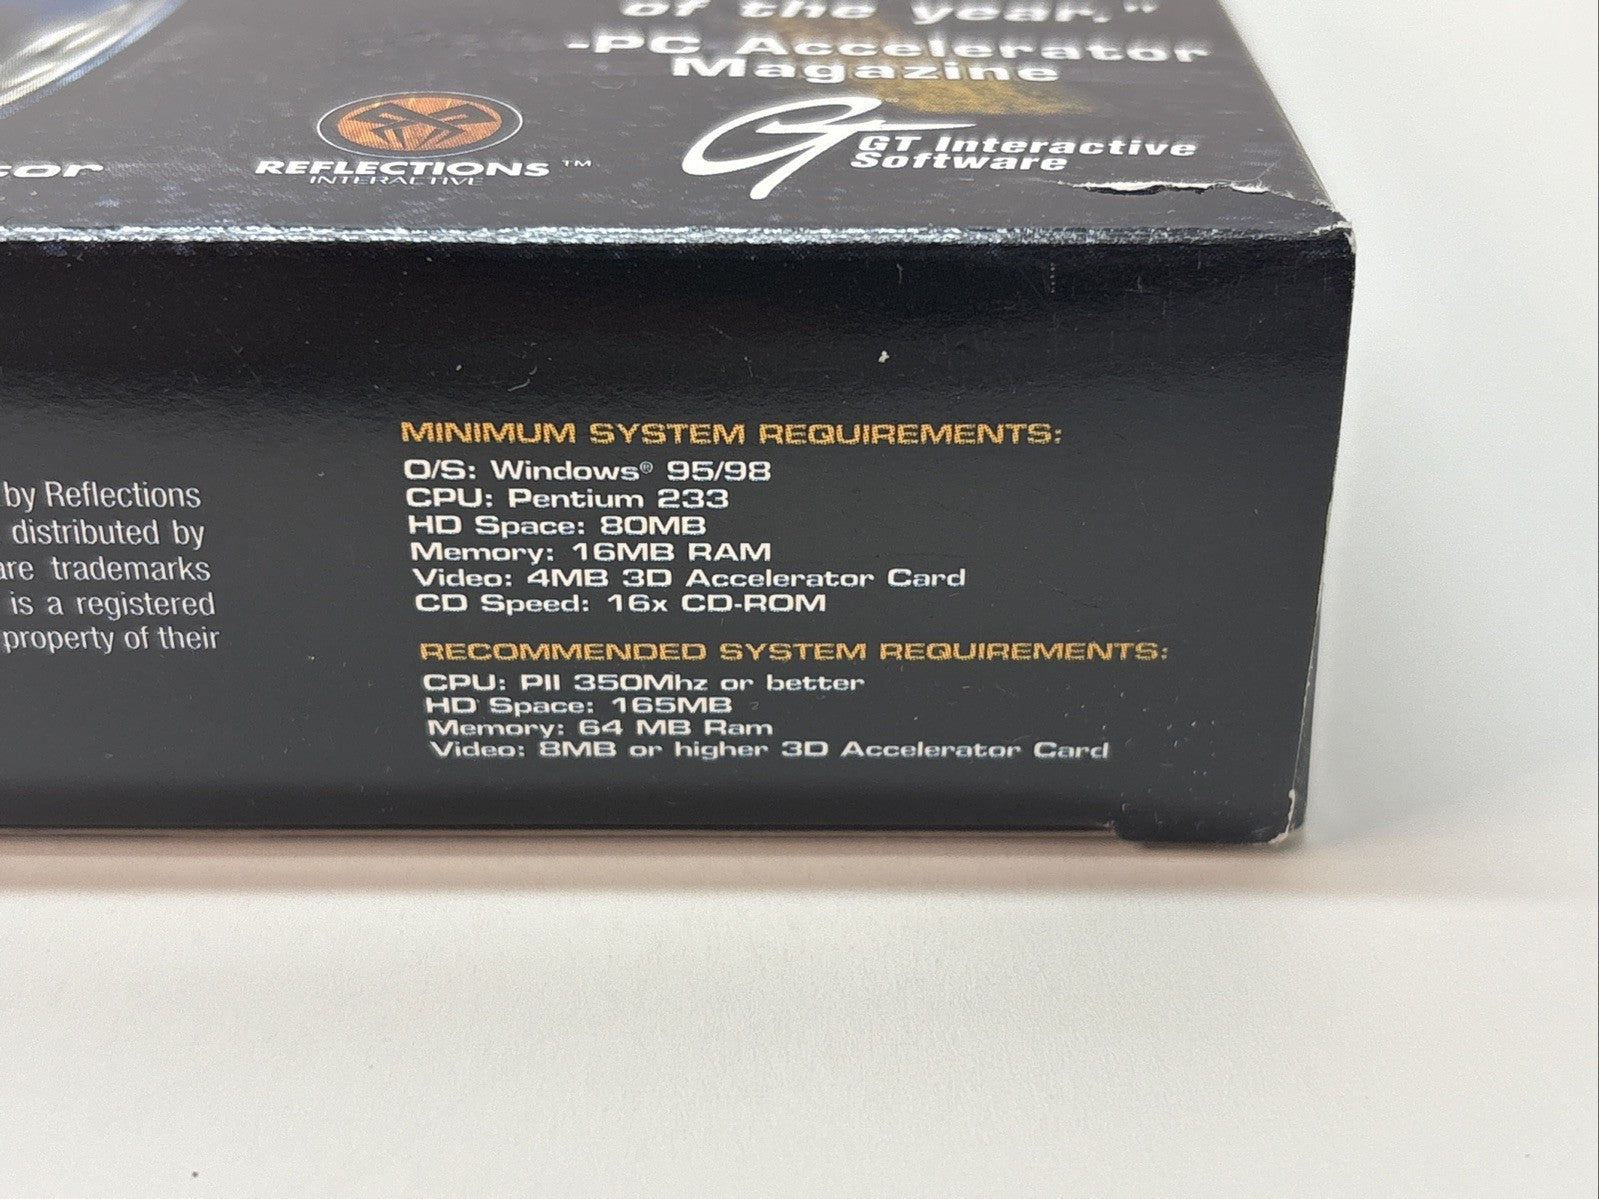 of the year."
-PC Accelerator
Magazine
cor
REFLECTIONS ™
INTERACTIVE
GT Interactive
Software
by Reflections
distributed by
are trademarks
is a registered
property of their
MINIMUM SYSTEM REQUIREMENTS:
O/S: Windows® 95/98
CPU: Pentium 233
HD Space: 80MB
Memory: 16MB RAM
Video: 4MB 3D Accelerator Card
CD Speed: 16x CD-ROM
RECOMMENDED SYSTEM REQUIREMENTS:
CPU: PII 350Mhz or better
HD Space: 165MB
Memory: 64 MB Ram
Video: 8MB or higher 3D Accelerator Card